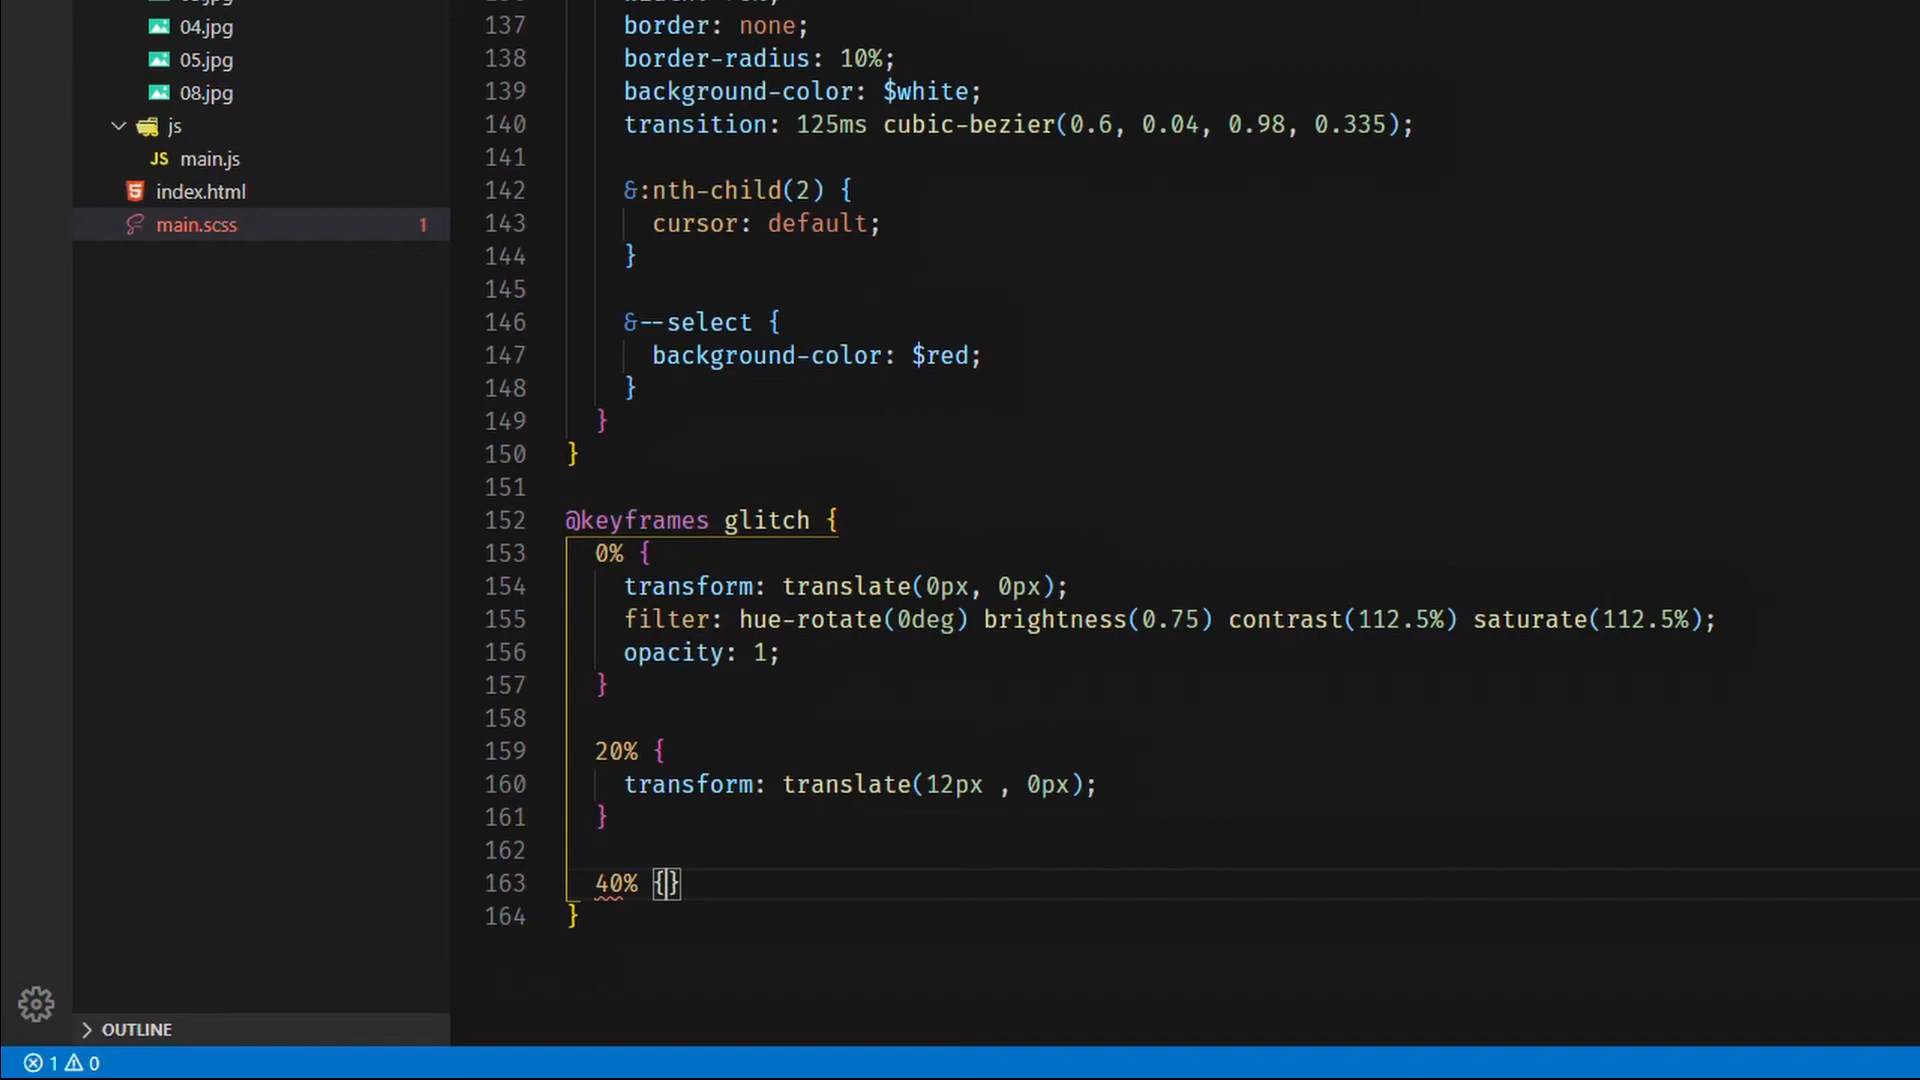 04.jpg
05.jpg
08.jpg
js
JS main.js
index.html
main.scss 1
137 border: none;
138 border-radius: 10%;
139 background-color: $white;
140 transition: 125ms cubic-bezier(0.6, 0.04, 0.98, 0.335);
141
142 &:nth-child(2) {
143 cursor: default;
144 }
145
146 &--select {
147 background-color: $red;
148 }
149 }
150 }
151
152 @keyframes glitch {
153 0% {
154 transform: translate(0px, 0px);
155 filter: hue-rotate(0deg) brightness(0.75) contrast(112.5%) saturate(112.5%);
156 opacity: 1;
157 }
158
159 20% {
160 transform: translate(12px , 0px);
161 }
162
163 40% {}
164 }
OUTLINE
1 0